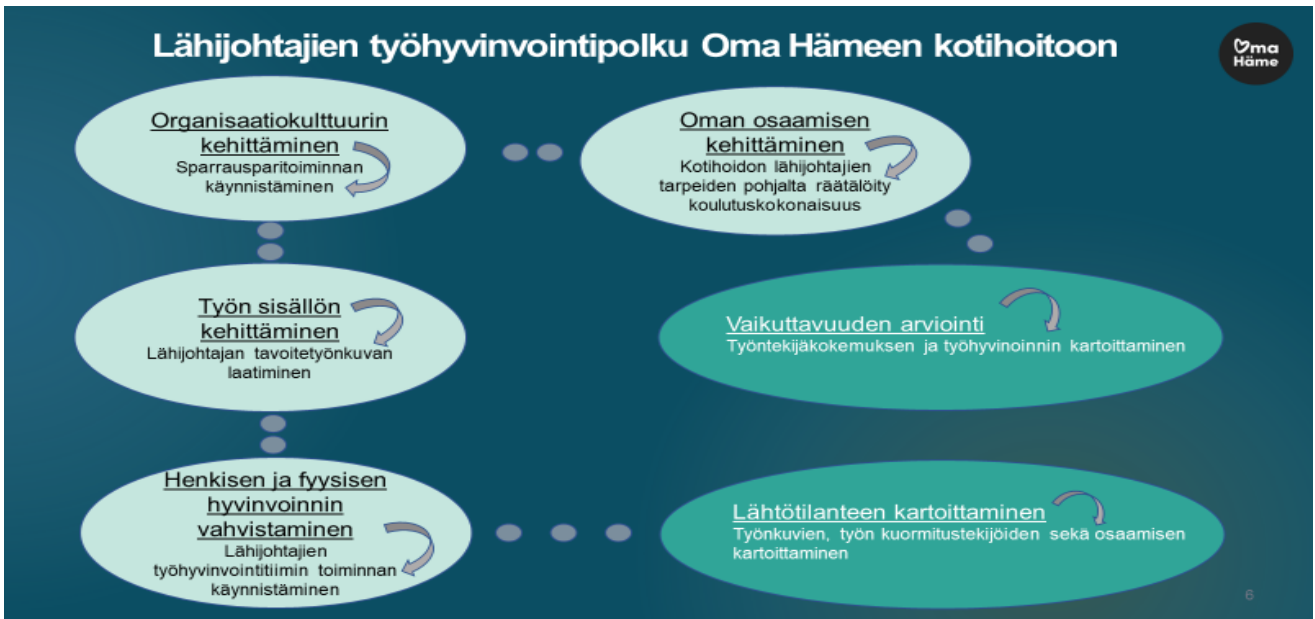 Lähijohtajien työhyvinvointipolku Oma Hämeen kotihoitoon
Oma
Häme
Organisaatiokulttuurin
kehittäminen
Sparrausparitoiminnan
käynnistäminen
Oman osaamisen
kehittäminen
Kotihoidon lähijohtajien
tarpeiden pohjalta räätälöity
koulutuskokonaisuus
Työn sisällön
kehittäminen
Lähijohtajan tavoitetyönkuvan
laatiminen
Vaikuttavuuden arviointi
Työntekijäkokemuksen ja työhyvinoinnin kartoittaminen
Henkisen ja fyysisen
hyvinvoinnin
vahvistaminen
Lähijohtajien
työhyvinvointitiimin toiminnan
käynnistäminen
Lähtötilanteen kartoittaminen
Työnkuvien, työn kuormitustekijöiden sekä osaamisen
kartoittaminen
6